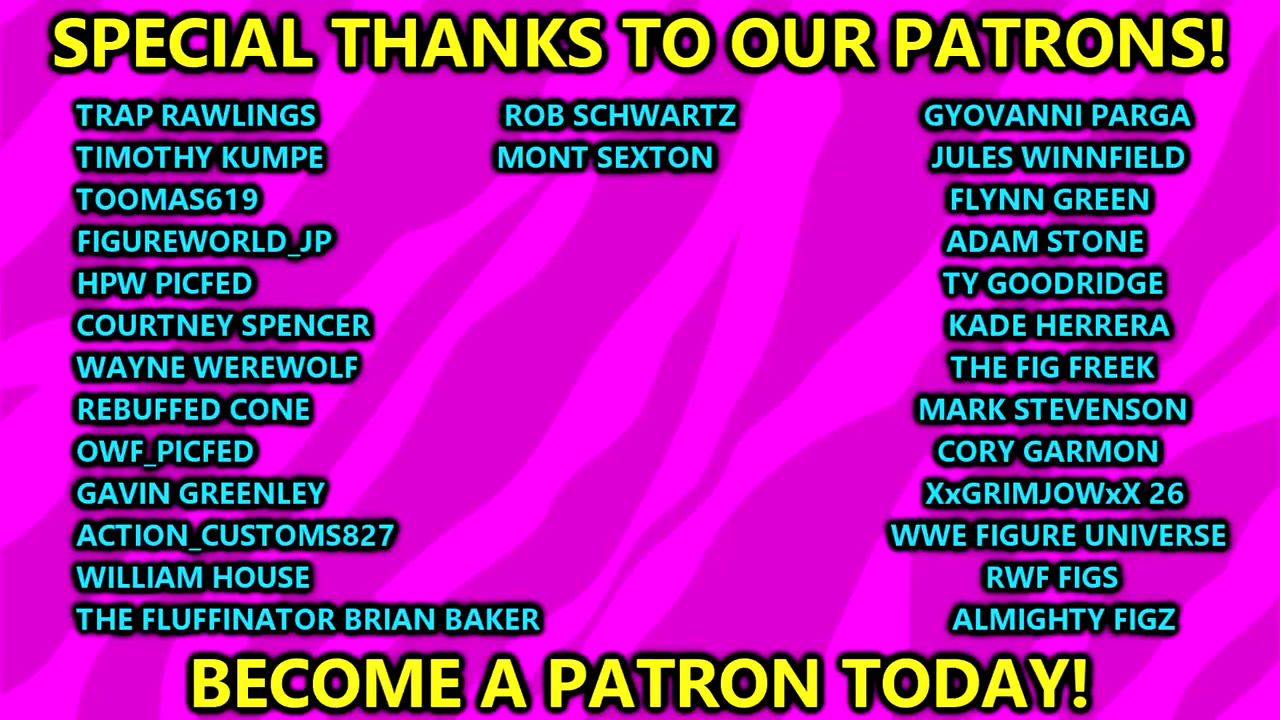 SPECIAL THANKS TO OUR PATRONS!
TRAP RAWLINGS
TIMOTHY KUMPE
TOOMAS619
FIGUREWORLD_JP
HPW PICFED
COURTNEY SPENCER
WAYNE WEREWOLF
REBUFFED CONE
OWF_PICFED
GAVIN GREENLEY
ACTION_CUSTOMS827
WILLIAM HOUSE
THE FLUFFINATOR BRIAN BAKER
ROB SCHWARTZ
MONT SEXTON
GYOVANNI PARGA
JULES WINNFIELD
FLYNN GREEN
ADAM STONE
TY GOODRIDGE
KADE HERRERA
THE FIG FREEK
MARK STEVENSON
CORY GARMON
XxGRIMJOWxX 26
WWE FIGURE UNIVERSE
RWF FIGS
ALMIGHTY FIGZ
BECOME A PATRON TODAY!